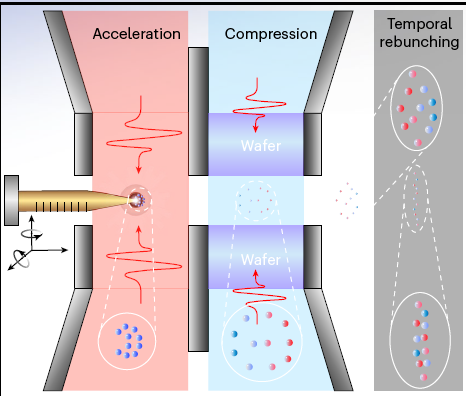 Acceleration
Compression
Temporal
rebunching
Wafer
Wafer